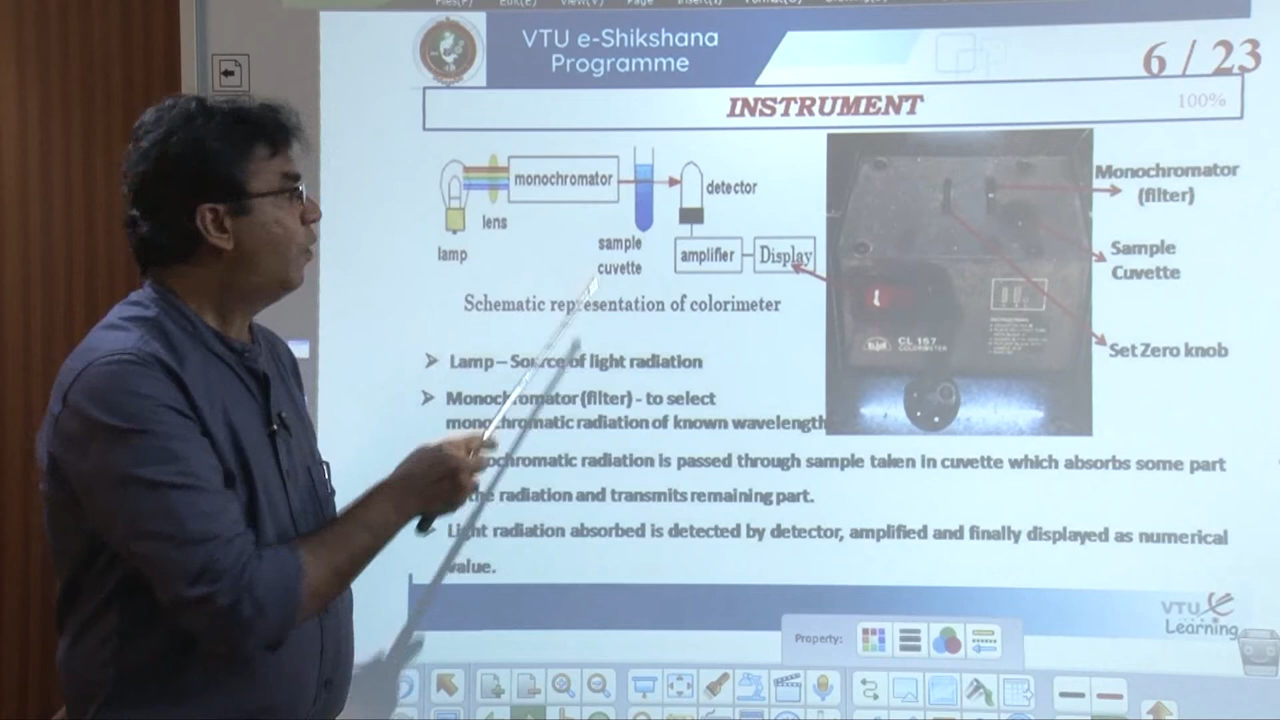 VTU e-Shikshana
Programme
6 / 23
INSTRUMENT
100%
monochromator
detector
lens
lamp
sample
cuvette
amplifier
Display
Schematic representation of colorimeter
Monochromator
(filter)
Sample
Cuvette
Set Zero knob
CL 157
COLORIMETER
Lamp – Source of light radiation
Monochromator (filter) - to select
monochromatic radiation of known wavelength
ochromatic radiation is passed through sample taken in cuvette which absorbs some part
the radiation and transmits remaining part.
Light radiation absorbed is detected by detector, amplified and finally displayed as numerical
value.
VTU e
Learning
Property: